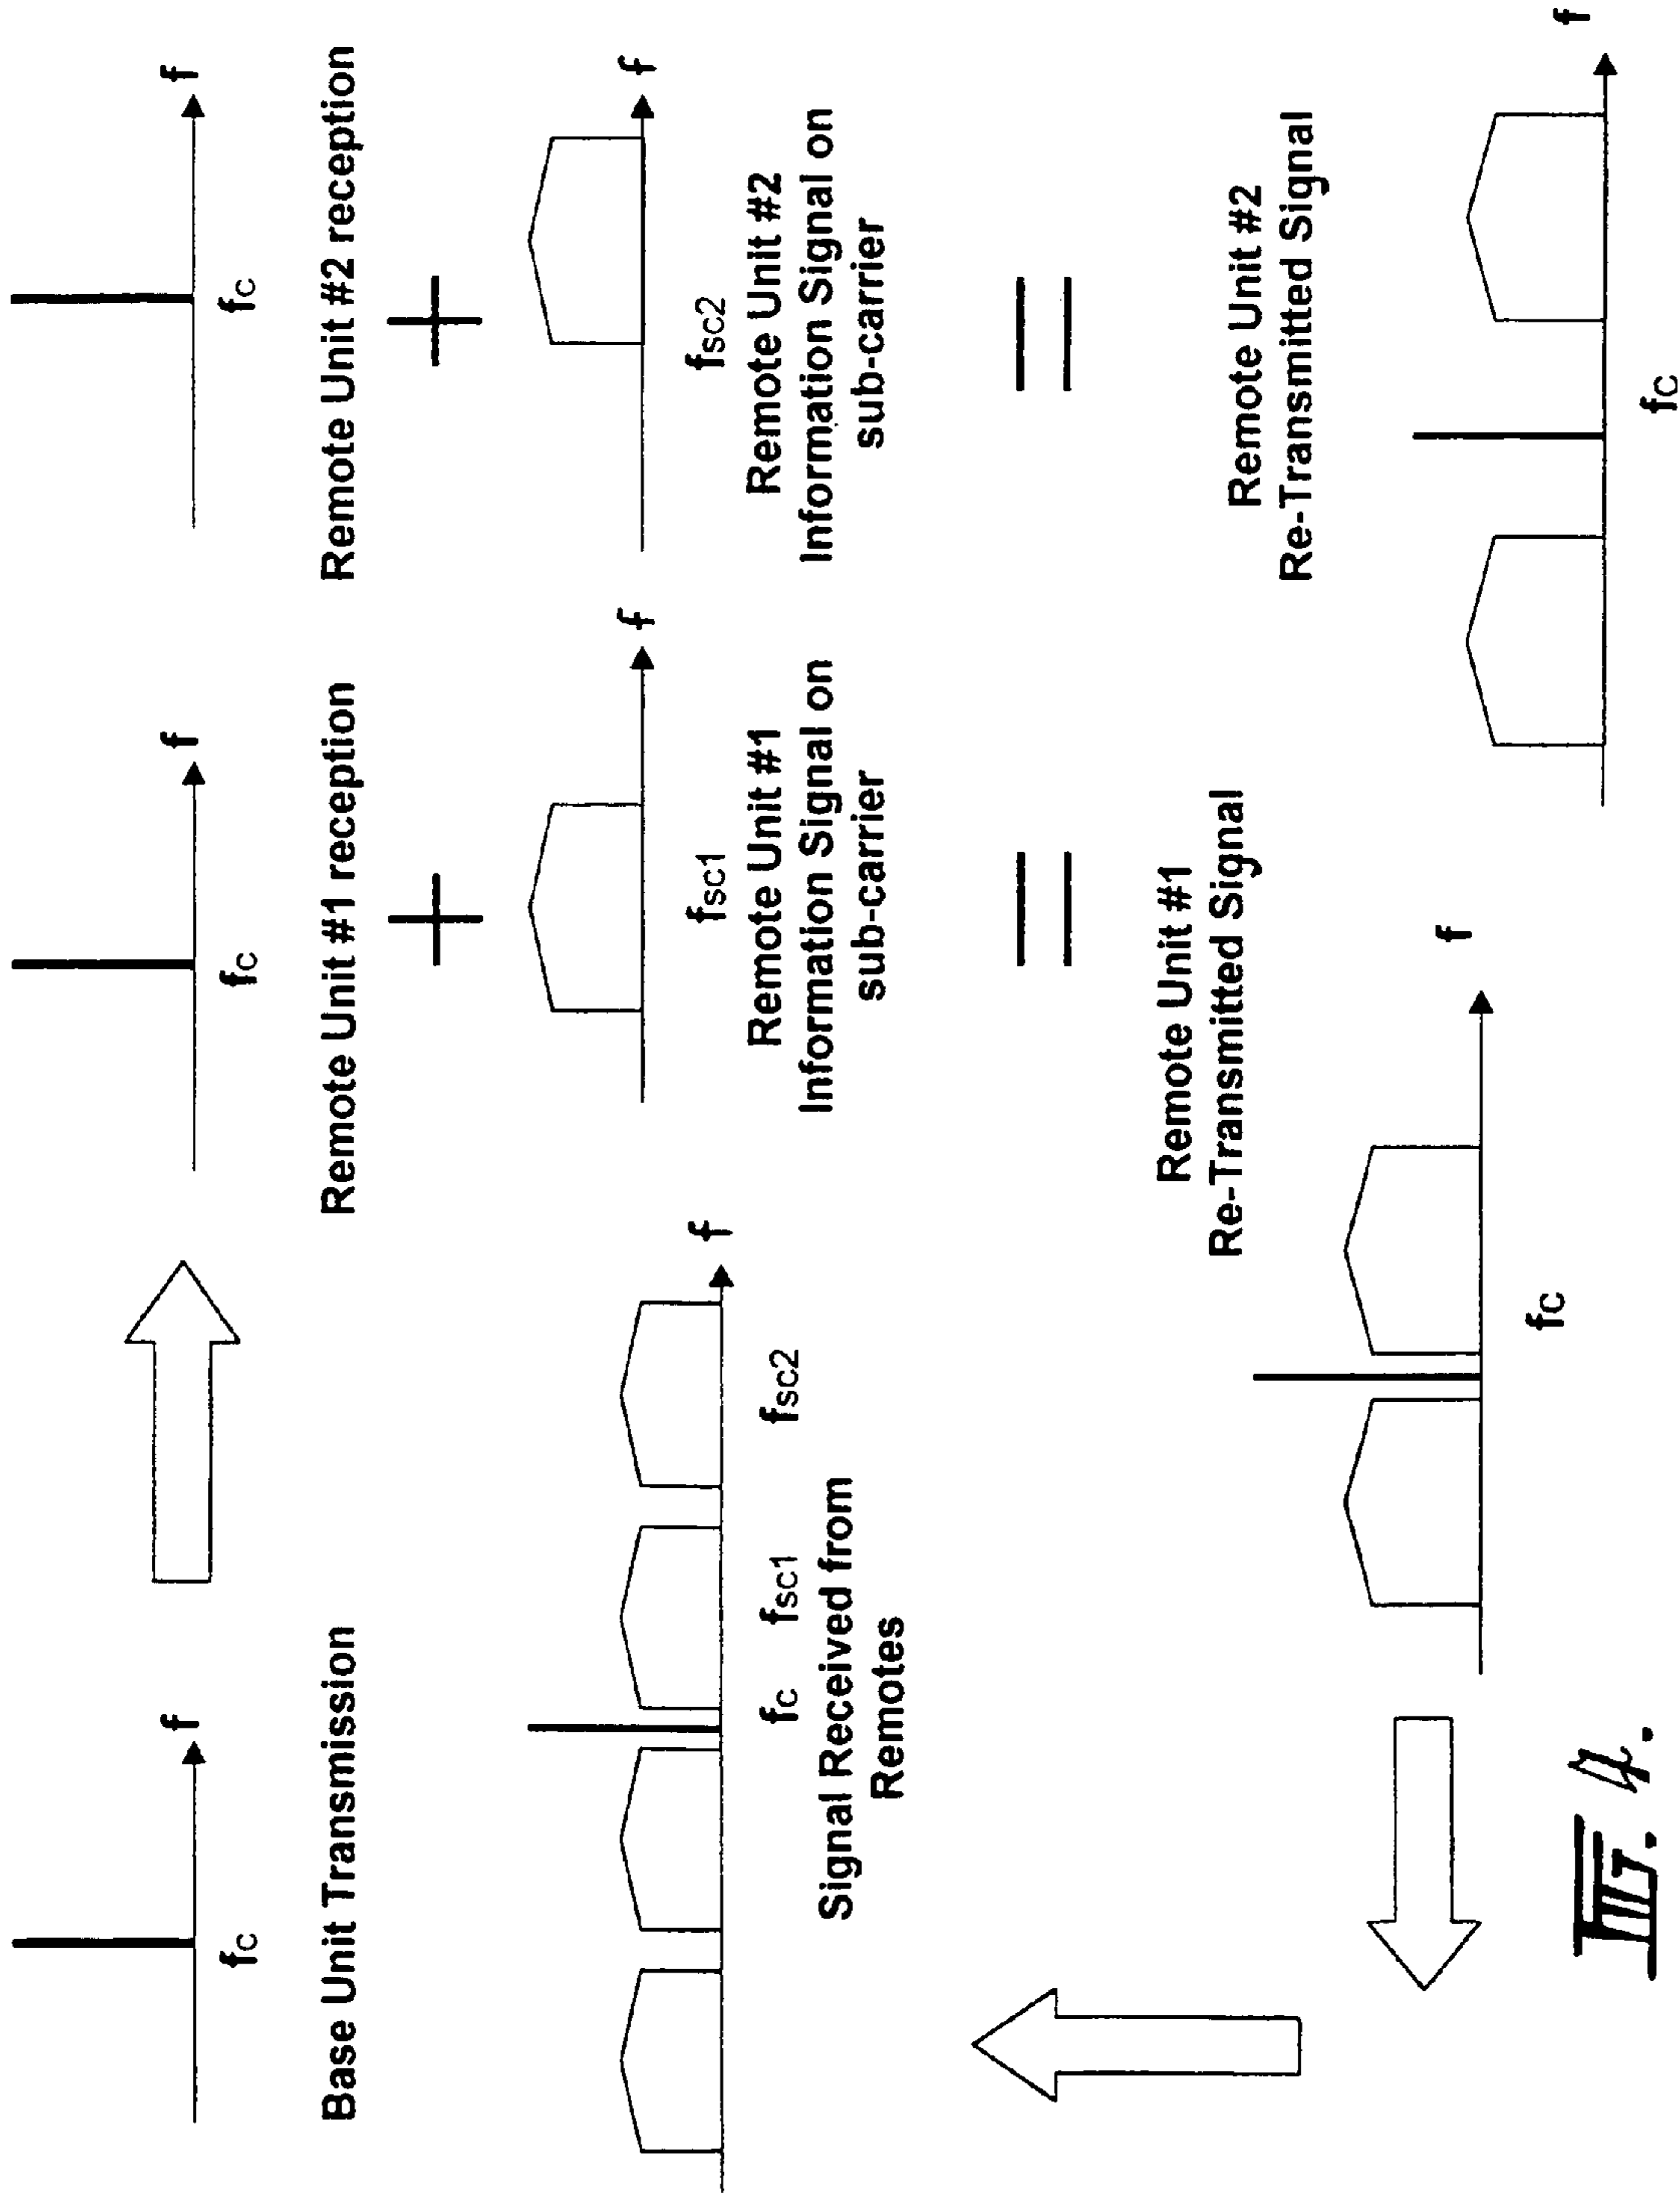 f
fc
Base Unit Transmission
f
fc
Remote Unit #1 reception
f
fc
Remote Unit #2 reception
f
fc fsc1 fsc2
Signal Received from
Remotes
+
f
fsc1
Remote Unit #1
Information Signal on
sub-carrier
+
f
fsc2
Remote Unit #2
Information Signal on
sub-carrier
=
=
Remote Unit #1
Re-Transmitted Signal
f
fc
Remote Unit #2
Re-Transmitted Signal
f
fc
FIG. 4.